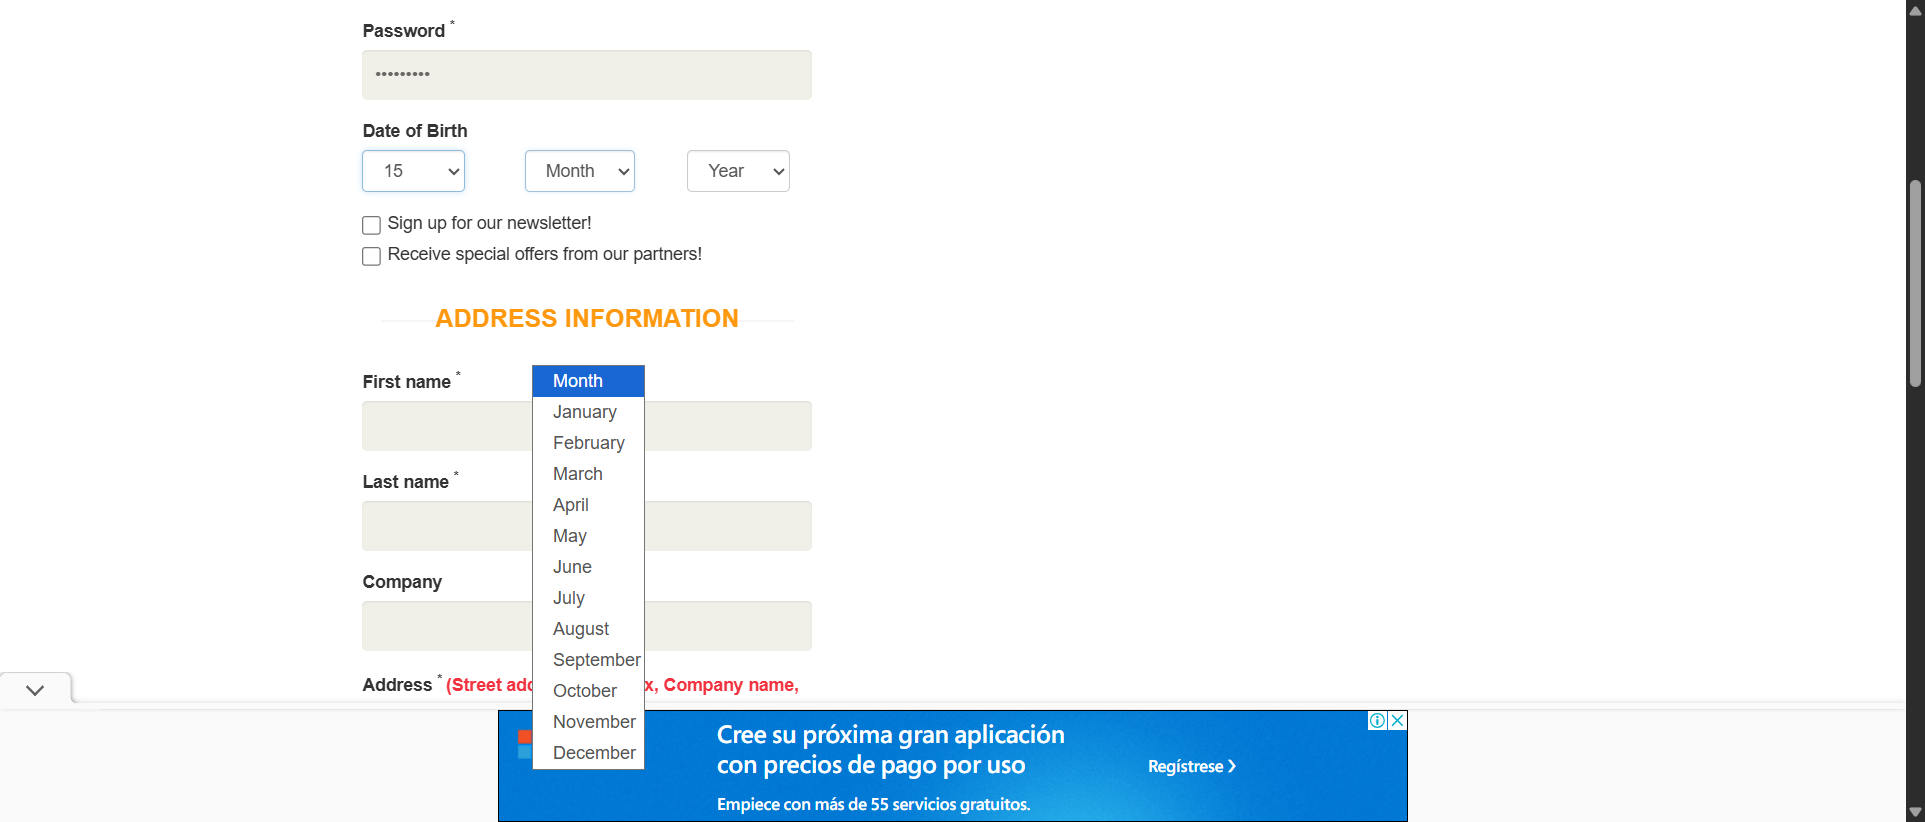 Password *
•••••••••
Date of Birth
15 Month Year
Sign up for our newsletter!
Receive special offers from our partners!
ADDRESS INFORMATION
First name *
Month
January
February
March
April
May
June
July
August
September
October
November
December
Last name *
Company
Address * (Street add x, Company name,
Cree su próxima gran aplicación
con precios de pago por uso
Regístrese
Empiece con más de 55 servicios gratuitos.